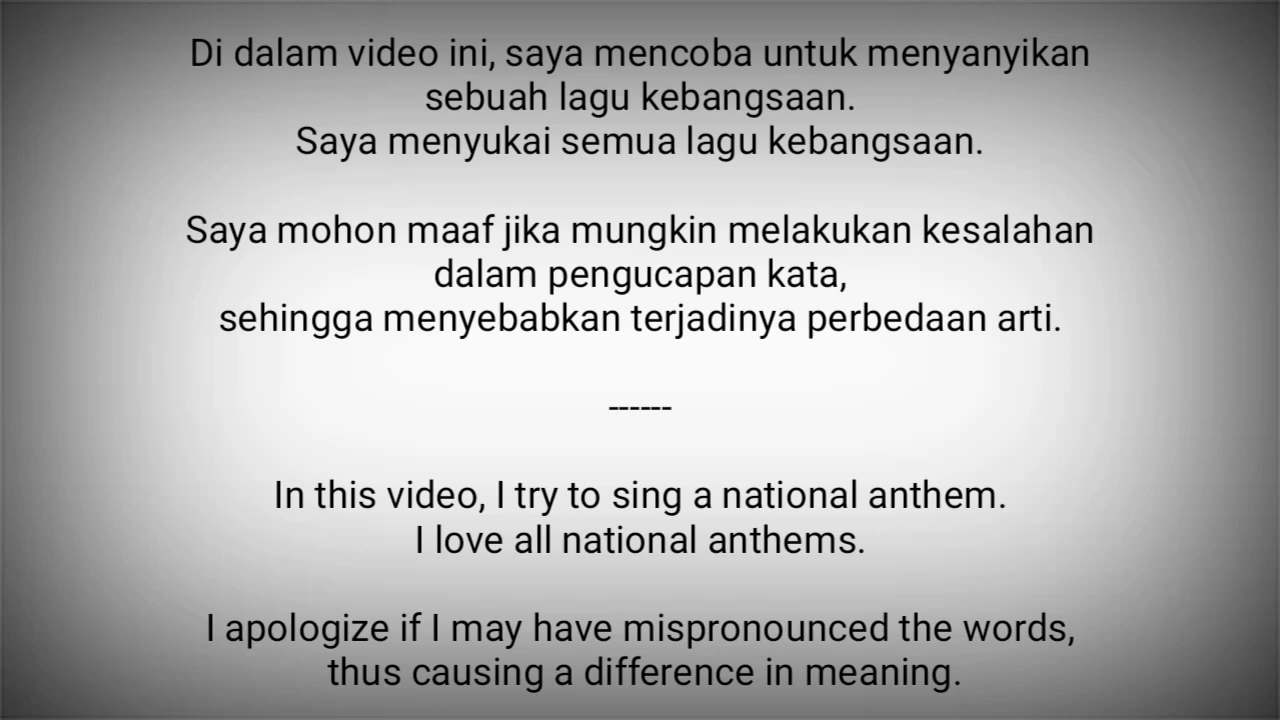 Di dalam video ini, saya mencoba untuk menyanyikan
sebuah lagu kebangsaan.
Saya menyukai semua lagu kebangsaan.
Saya mohon maaf jika mungkin melakukan kesalahan
dalam pengucapan kata,
sehingga menyebabkan terjadinya perbedaan arti.
------
In this video, I try to sing a national anthem.
I love all national anthems.
I apologize if I may have mispronounced the words,
thus causing a difference in meaning.